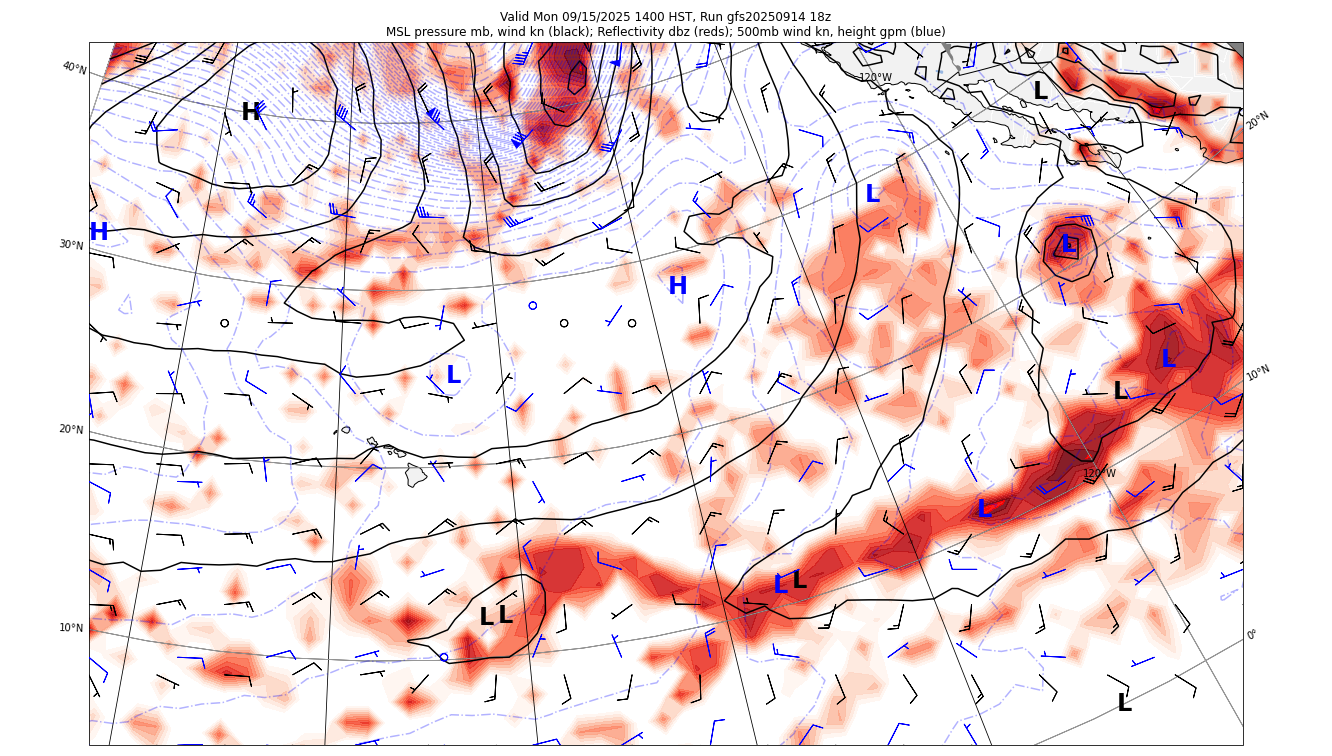 Valid Mon 09/15/2025 1400 HST, Run gfs20250914 18z
MSL pressure mb, wind kn (black); Reflectivity dbz (reds); 500mb wind kn, height gpm (blue)
40°N
120°W
L
H
20°N
L
H
30°N
L
H
L
L
10°N
L
20°N
120°W
L
L
L
L
L
10°N
0°
L